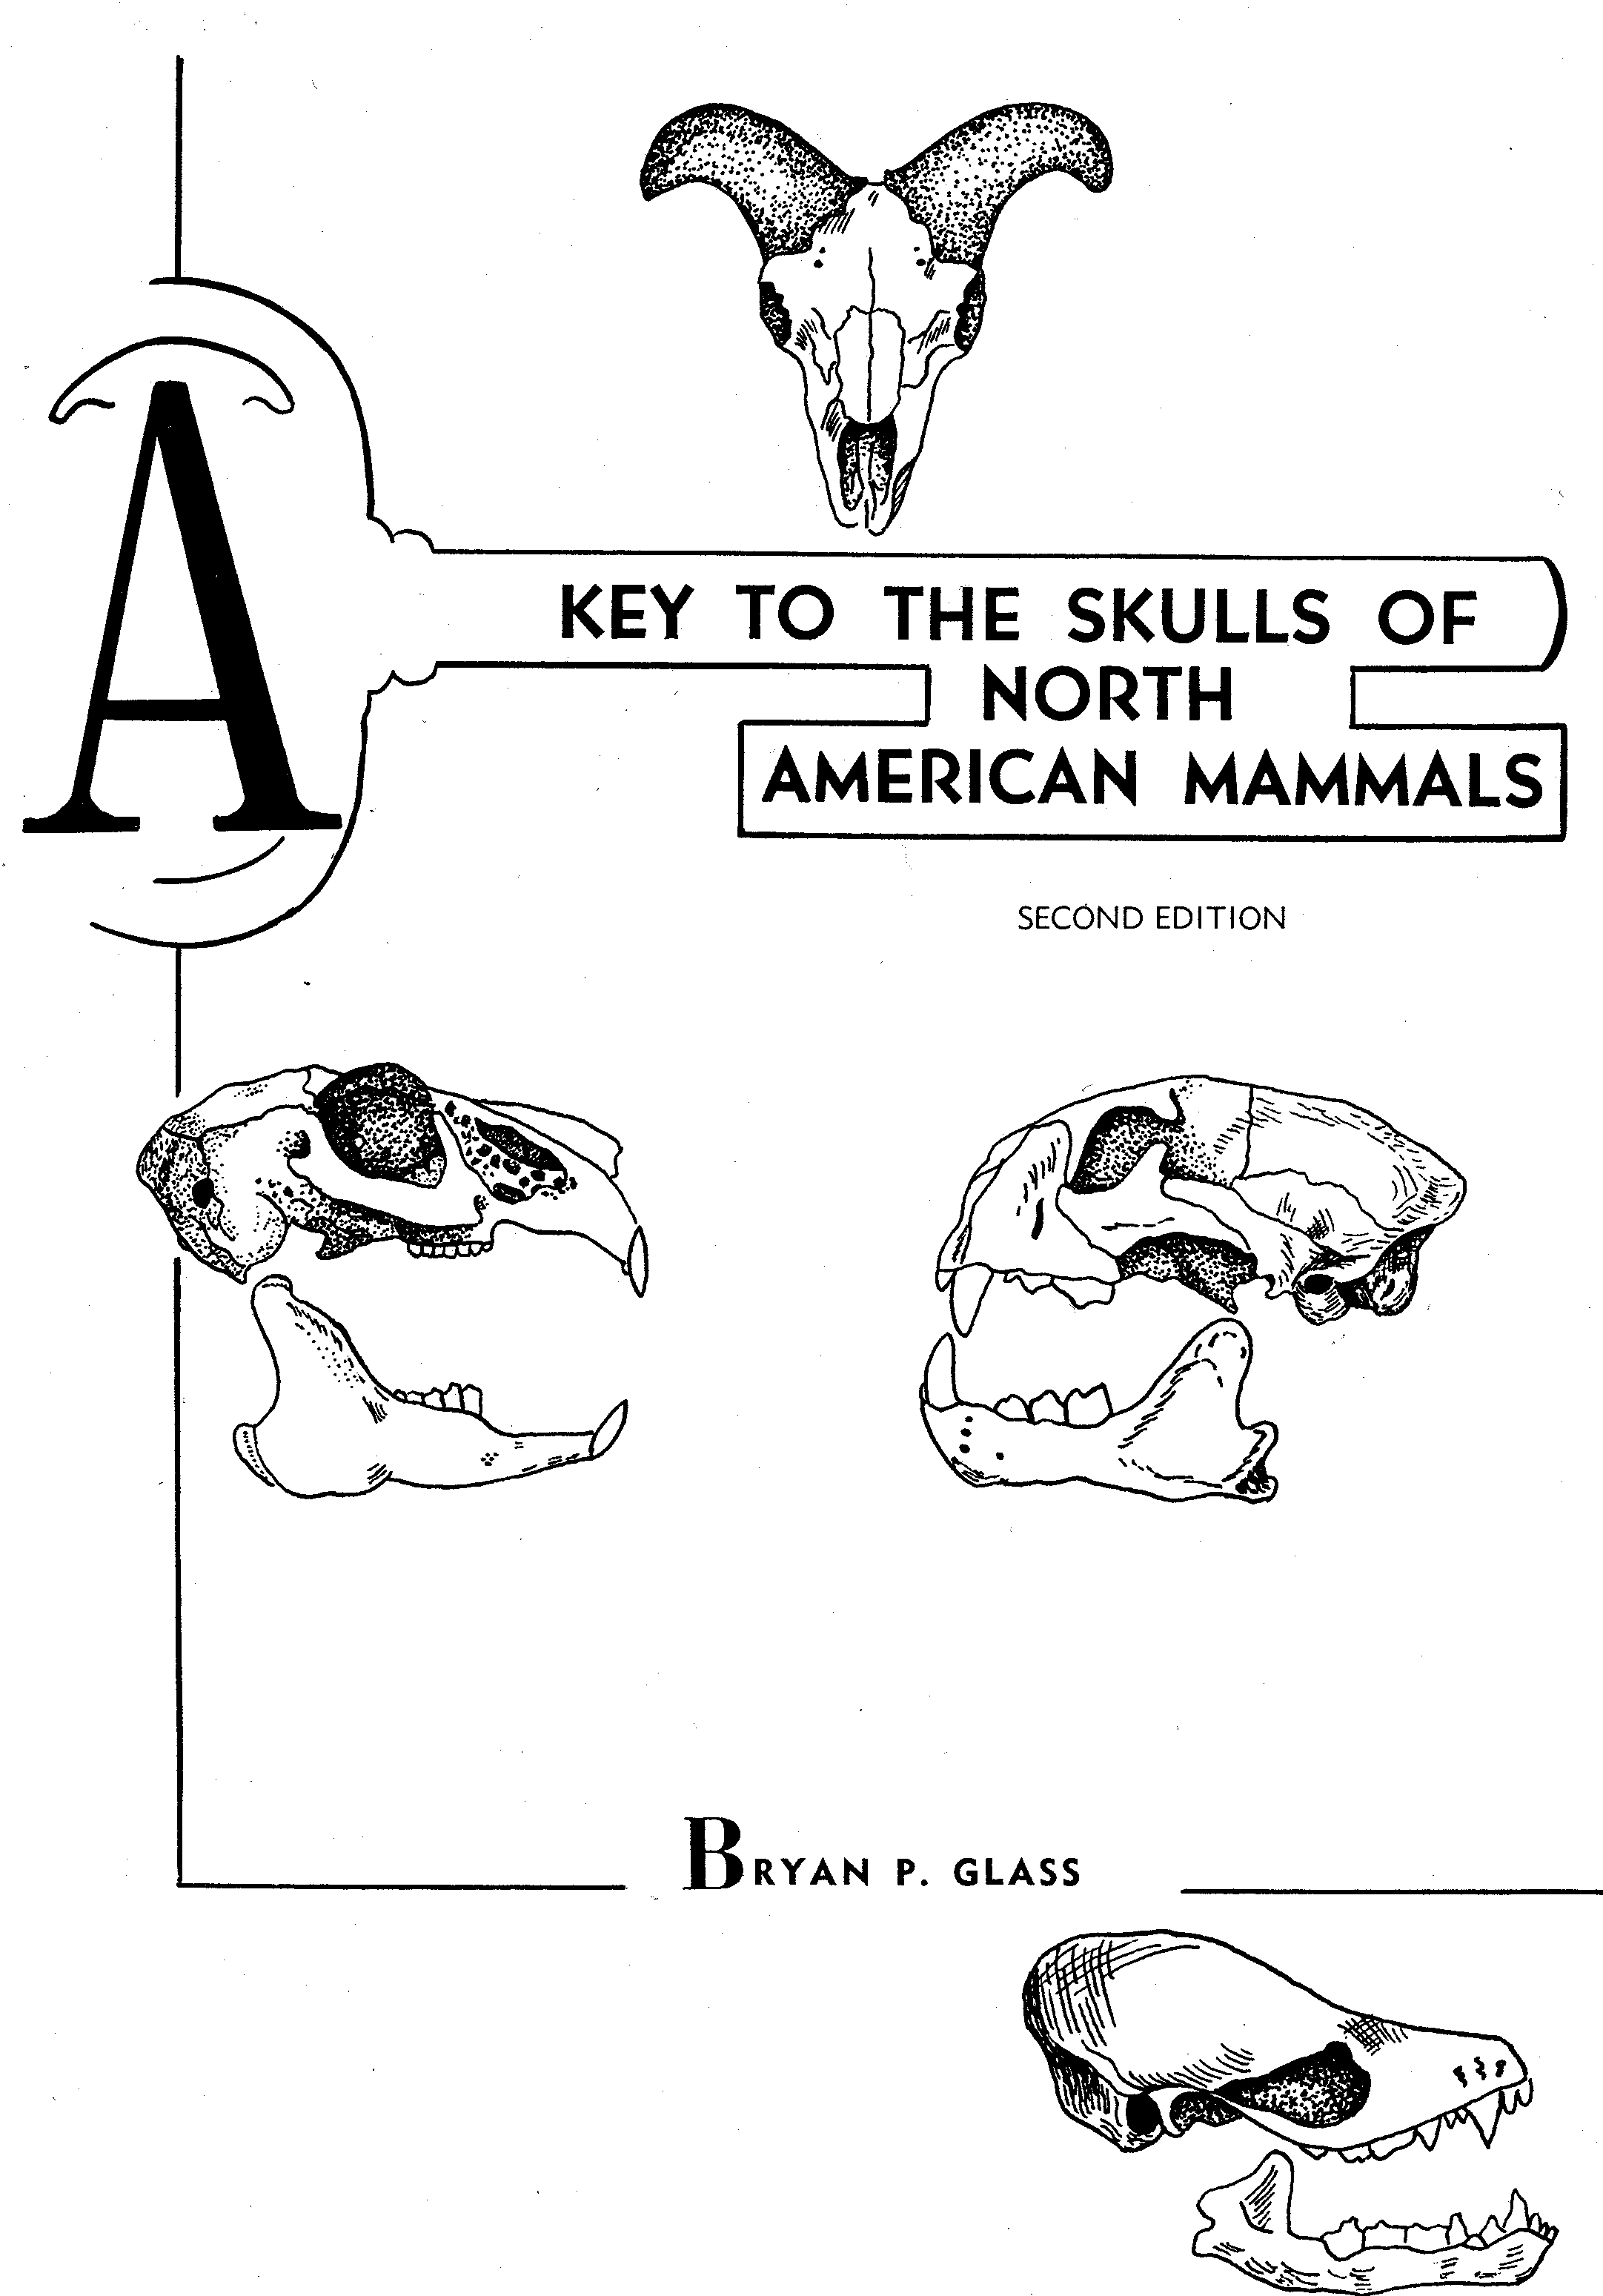 A
KEY TO THE SKULLS OF
NORTH
AMERICAN MAMMALS
SECOND EDITION
BRYAN P. GLASS